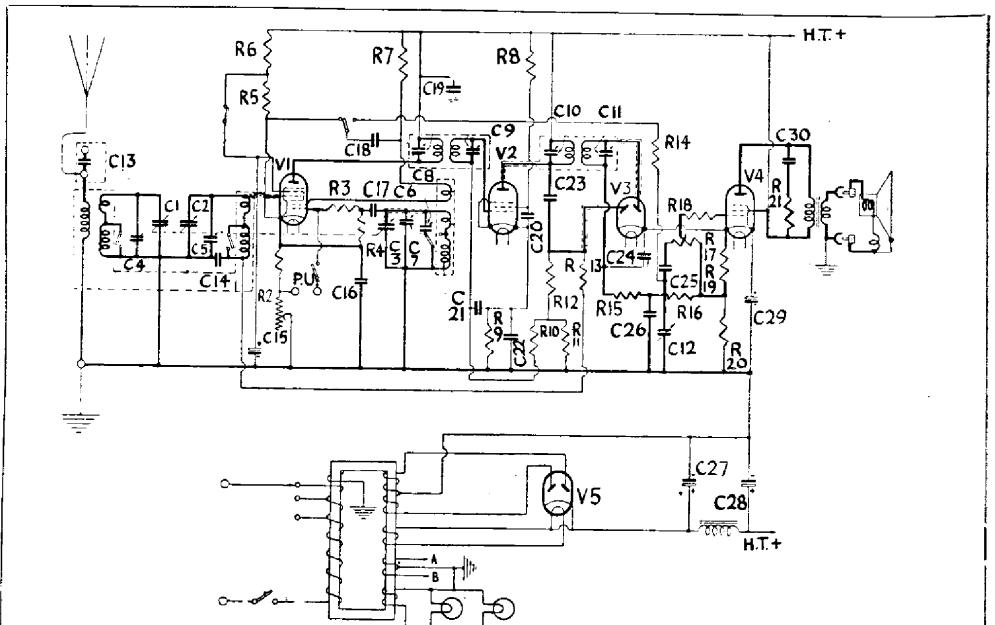 H.T.+
R6
R7
R8
R5
C19
C10
C11
C13
C18
C9
V1
V2
R14
C30
V4
C8
R3
C17
C6
C23
V3
R18
R
21
C1
C2
C4
C5
R4
C
3
C
7
C20
C24
R
17
C14
P.U.
C16
R
13
C25
R
19
R2
C
21
R12
R15
R16
C29
C15
R
9
C22
R10
R
11
C26
C12
R
20
C27
V5
C28
H.T.+
A
B